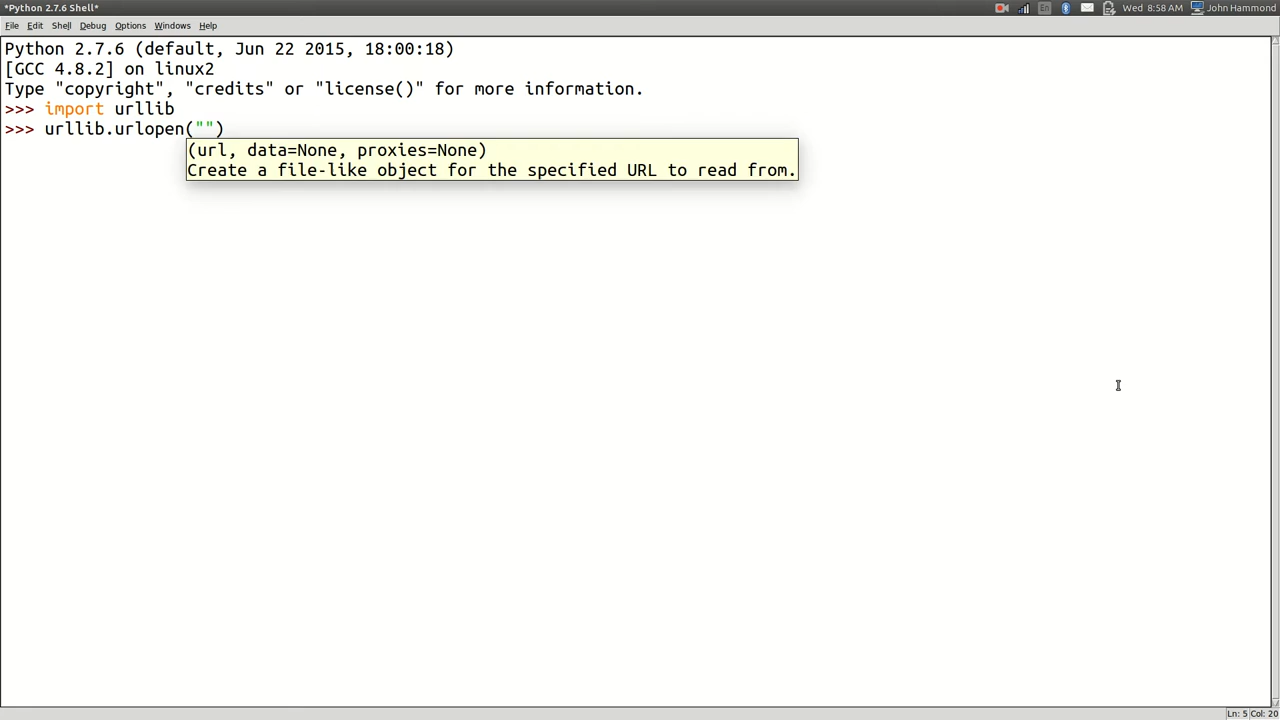 *Python 2.7.6 Shell*
En
Wed 8:58 AM
John Hammond
File Edit Shell Debug Options Windows Help
Python 2.7.6 (default, Jun 22 2015, 18:00:18)
[GCC 4.8.2] on linux2
Type "copyright", "credits" or "license()" for more information.
>>> import urllib
>>> urllib.urlopen("")
(url, data=None, proxies=None)
Create a file-like object for the specified URL to read from.
Ln: 5 Col: 20